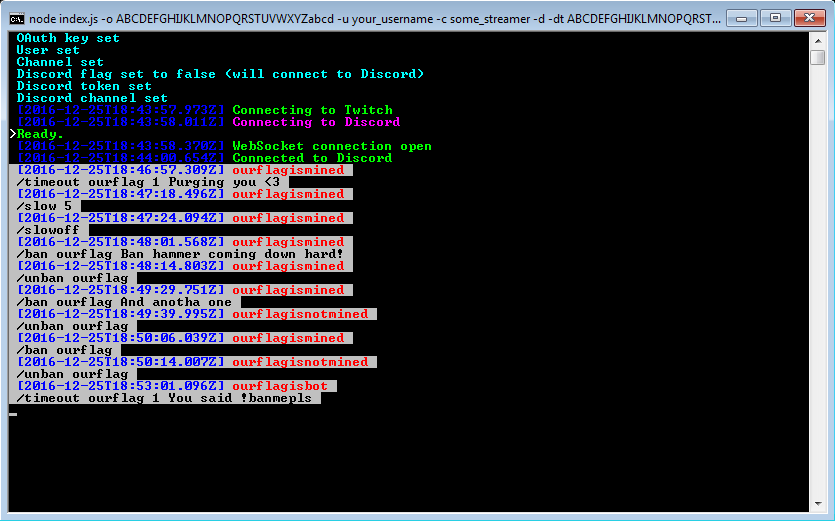 node index.js -o ABCDEFGHIJKLMNOPQRSTUVWXYZabcd -u your_username -c some_streamer -d -dt ABCDEFGHIJKLMNOPQRST...
OAuth key set
User set
Channel set
Discord flag set to false (will connect to Discord)
Discord token set
Discord channel set
[2016-12-25T18:43:57.973Z] Connecting to Twitch
[2016-12-25T18:43:58.011Z] Connecting to Discord
>Ready.
[2016-12-25T18:43:58.370Z] WebSocket connection open
[2016-12-25T18:44:00.654Z] Connected to Discord
[2016-12-25T18:46:57.309Z] ourflagismined
/timeout ourflag 1 Purging you <3
[2016-12-25T18:47:18.496Z] ourflagismined
/slow 5
[2016-12-25T18:47:24.094Z] ourflagismined
/slowoff
[2016-12-25T18:48:01.568Z] ourflagismined
/ban ourflag Ban hammer coming down hard!
[2016-12-25T18:48:14.803Z] ourflagismined
/unban ourflag
[2016-12-25T18:49:29.751Z] ourflagismined
/ban ourflag And anotha one
[2016-12-25T18:49:39.995Z] ourflagisnotmined
/unban ourflag
[2016-12-25T18:50:06.039Z] ourflagismined
/ban ourflag
[2016-12-25T18:50:14.007Z] ourflagisnotmined
/unban ourflag
[2016-12-25T18:53:01.096Z] ourflagisbot
/timeout ourflag 1 You said !banmepls